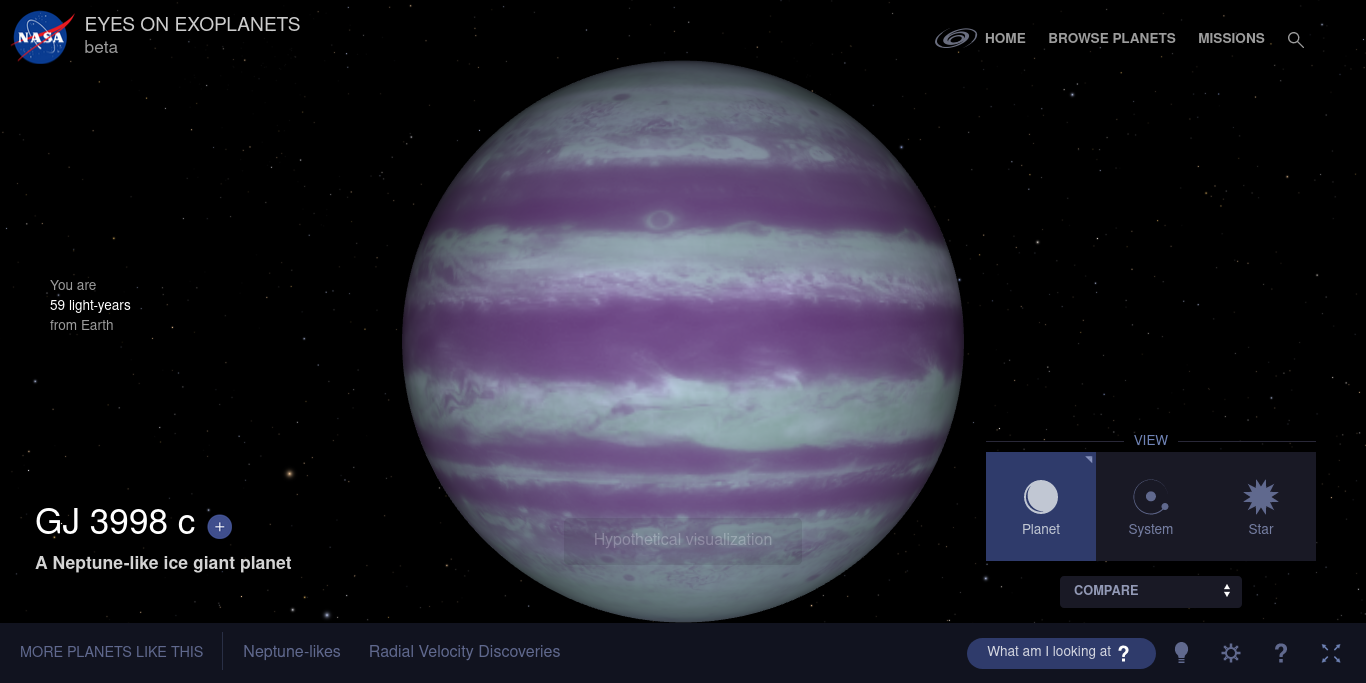 NASA
EYES ON EXOPLANETS
beta
HOME
BROWSE PLANETS
MISSIONS
You are
59 light-years
from Earth
VIEW
Planet
System
Star
GJ 3998 c +
A Neptune-like ice giant planet
Hypothetical visualization
COMPARE
MORE PLANETS LIKE THIS
Neptune-likes
Radial Velocity Discoveries
What am I looking at ?
?